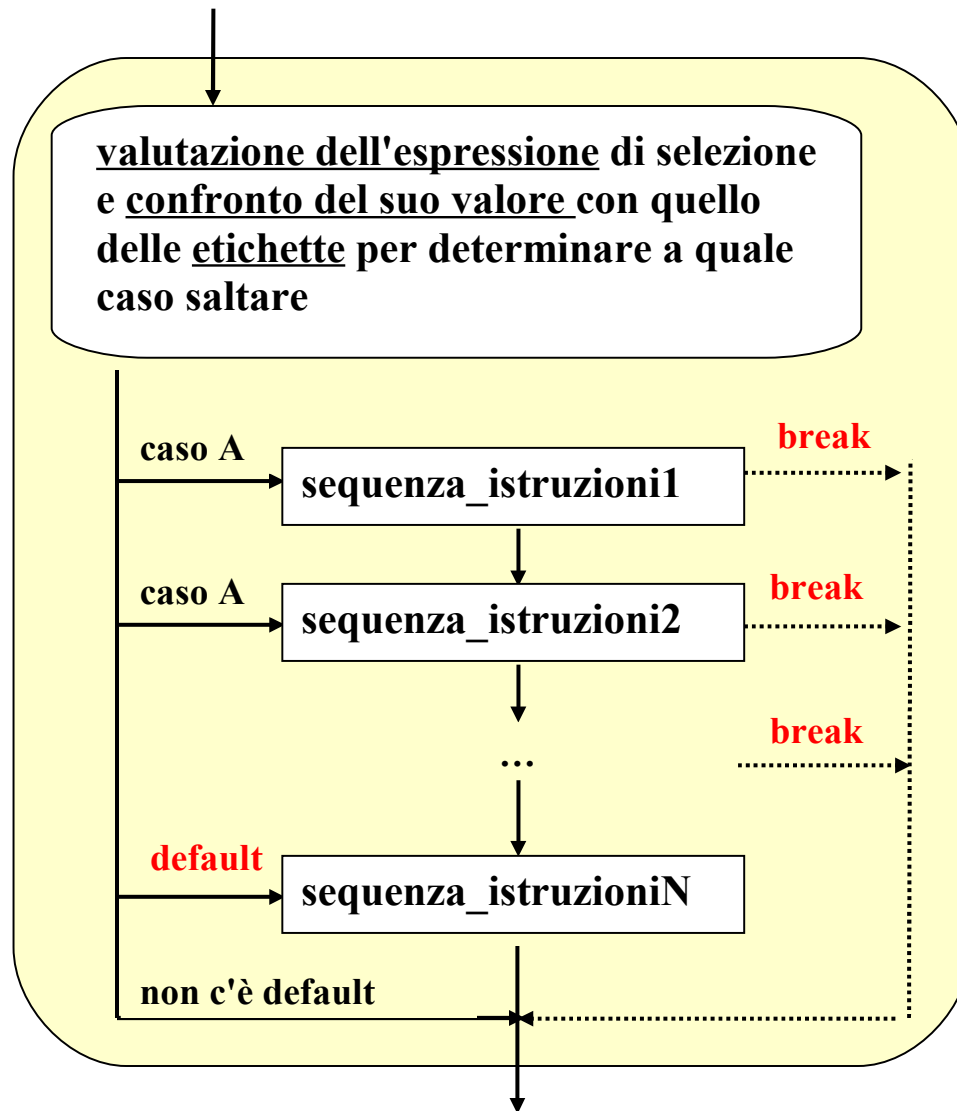 valutazione dell'espressione di selezione
e confronto del suo valore con quello
delle etichette per determinare a quale
caso saltare
caso A
break
sequenza_istruzioni1
caso A
break
sequenza_istruzioni2
break
...
default
sequenza_istruzioniN
non c'è default